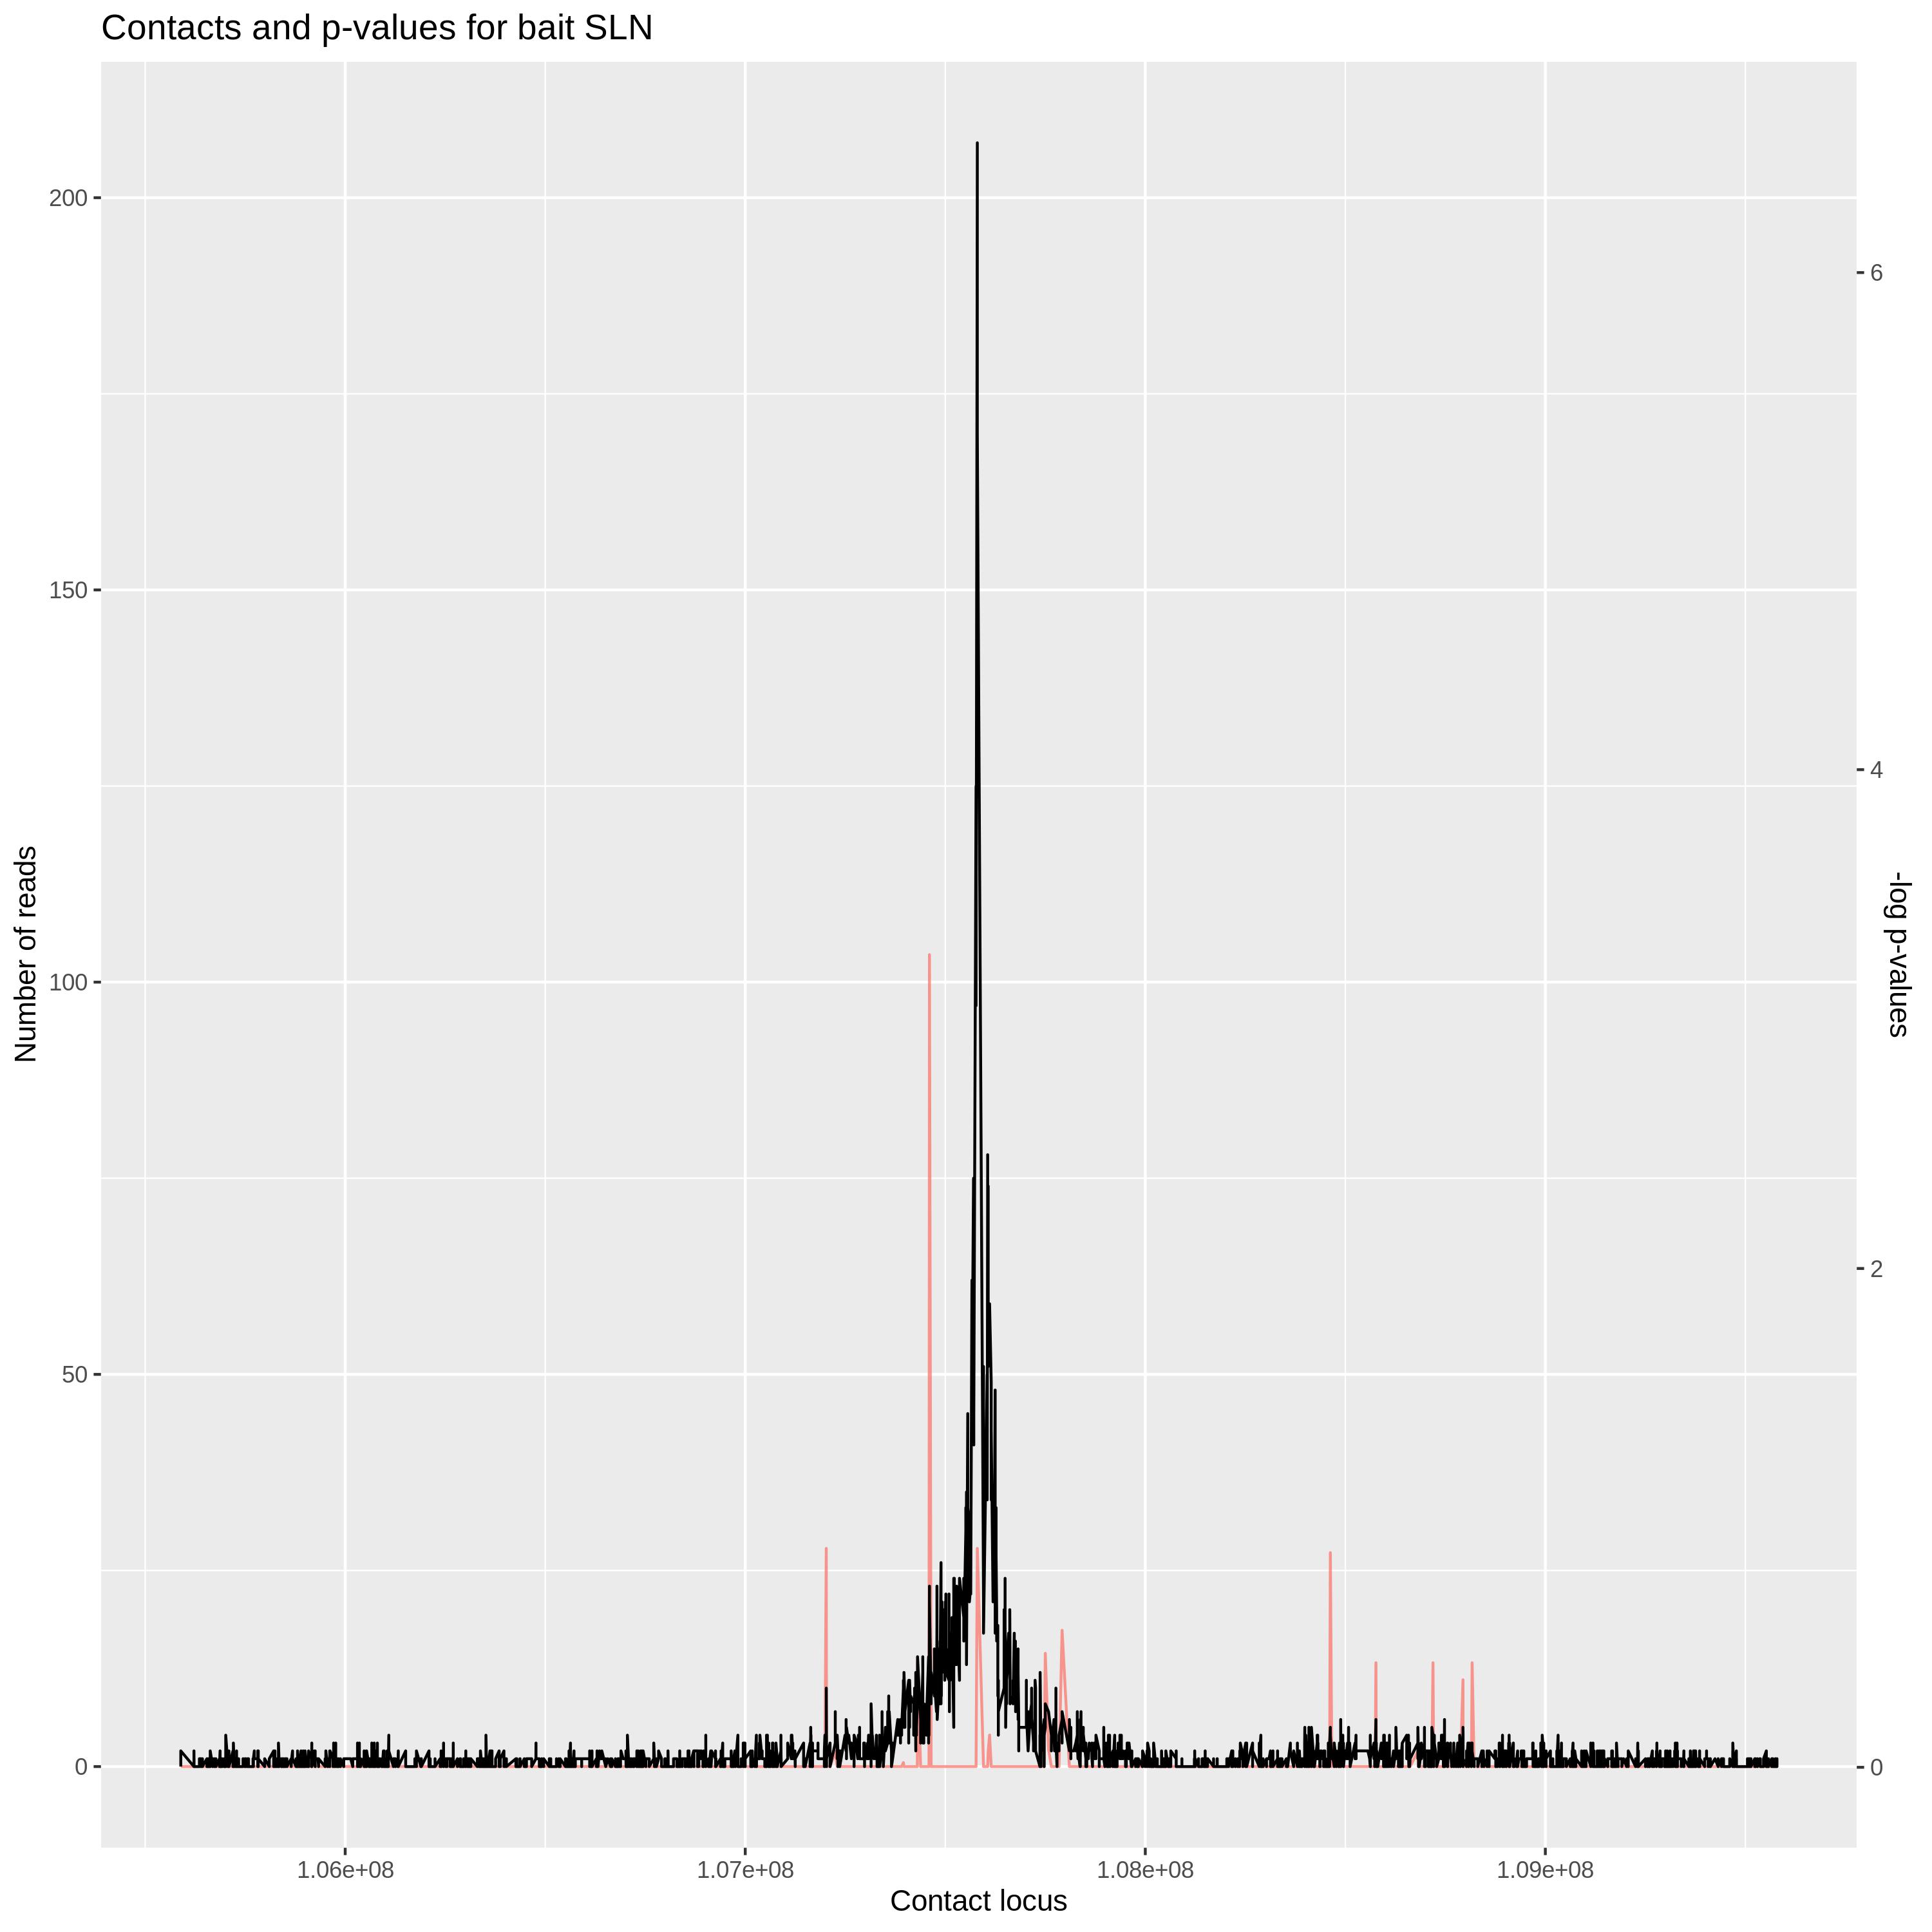 Contacts and p-values for bait SLN
200
150
100
50
0
Number of reads
6
4
2
0
-log p-values
1.06e+08
1.07e+08
1.08e+08
1.09e+08
Contact locus